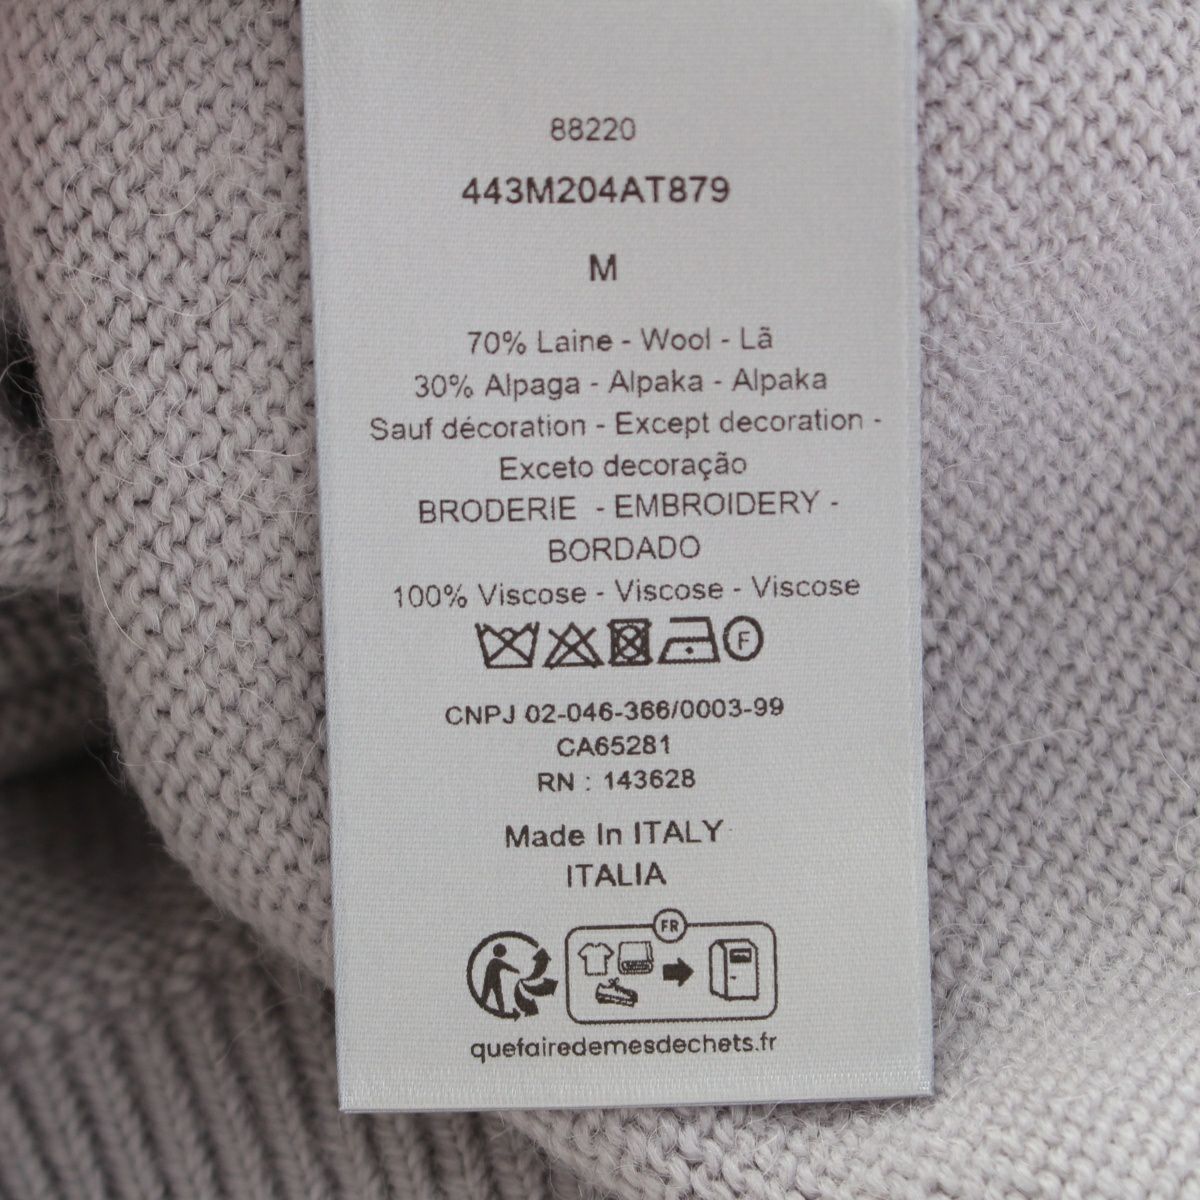 88220
443M204AT879
M
70% Laine - Wool - Lã
30% Alpaga - Alpaka - Alpaka
Sauf décoration - Except decoration -
Exceto decoração
BRODERIE - EMBROIDERY -
BORDADO
100% Viscose - Viscose - Viscose
F
CNPJ 02-046-366/0003-99
CA65281
RN : 143628
Made In ITALY
ITALIA
FR
quefairedemesdechets.fr